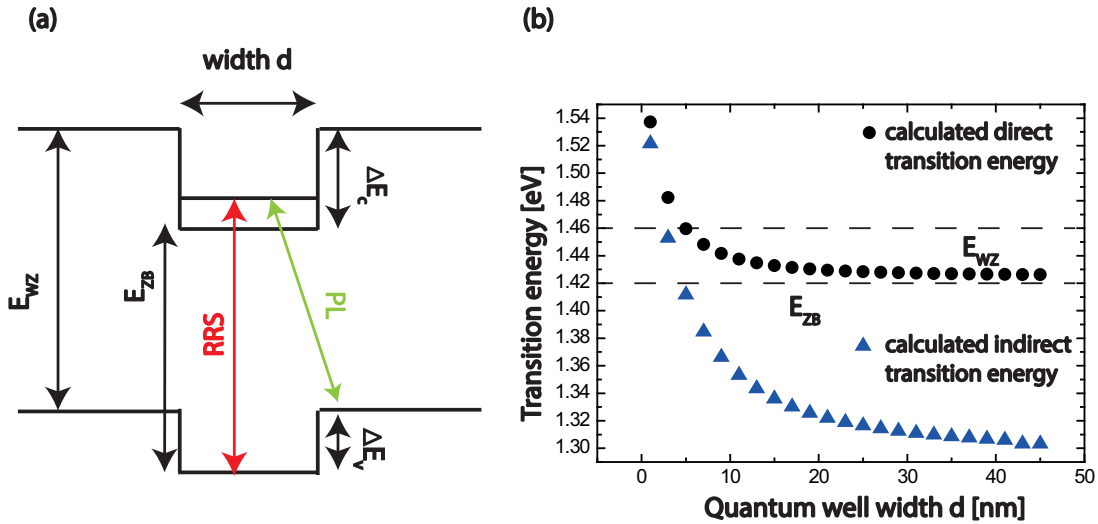 (a)
width d
E_WZ
E_ZB
RRS
PL
ΔE_c
ΔE_v
(b)
Transition energy [eV]
1.54
1.52
1.50
1.48
1.46
1.44
1.42
1.40
1.38
1.36
1.34
1.32
1.30
calculated direct
transition energy
E_WZ
E_ZB
calculated indirect
transition energy
0 10 20 30 40 50
Quantum well width d [nm]